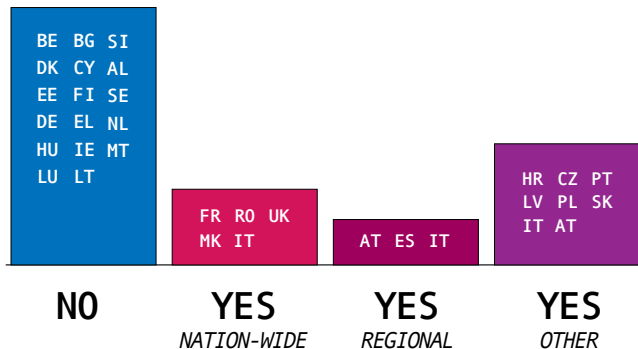 BE BG SI
DK CY AL
EE FI SE
DE EL NL
HU IE MT
LU LT
FR RO UK
MK IT
AT ES IT
HR CZ PT
LV PL SK
IT AT
NO
YES
NATION-WIDE
YES
REGIONAL
YES
OTHER